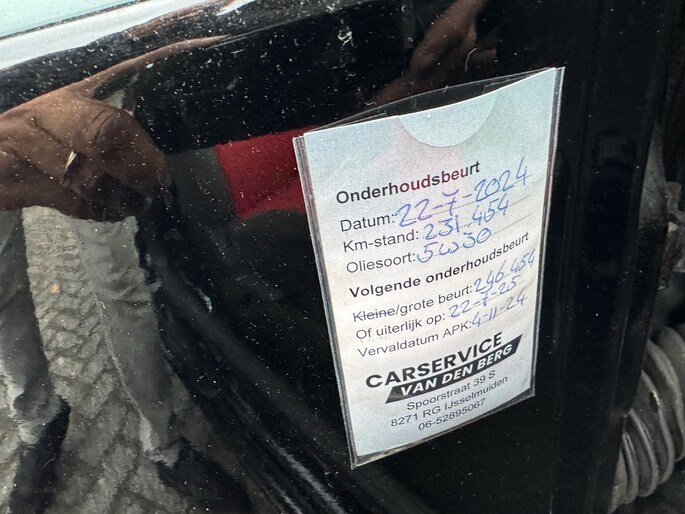 Onderhoudsbeurt
Datum: 22-7-2024
Km-stand: 231.454
Oliesoort: 5W30
Volgende onderhoudsbeurt
Kleine/grote beurt: 246.454
Of uiterlijk op: 22-7-25
Vervaldatum APK: 4-11-24
CARSERVICE
VAN DEN BERG
Spoorstraat 39 S
8271 RG IJsselmuiden
06-52895067